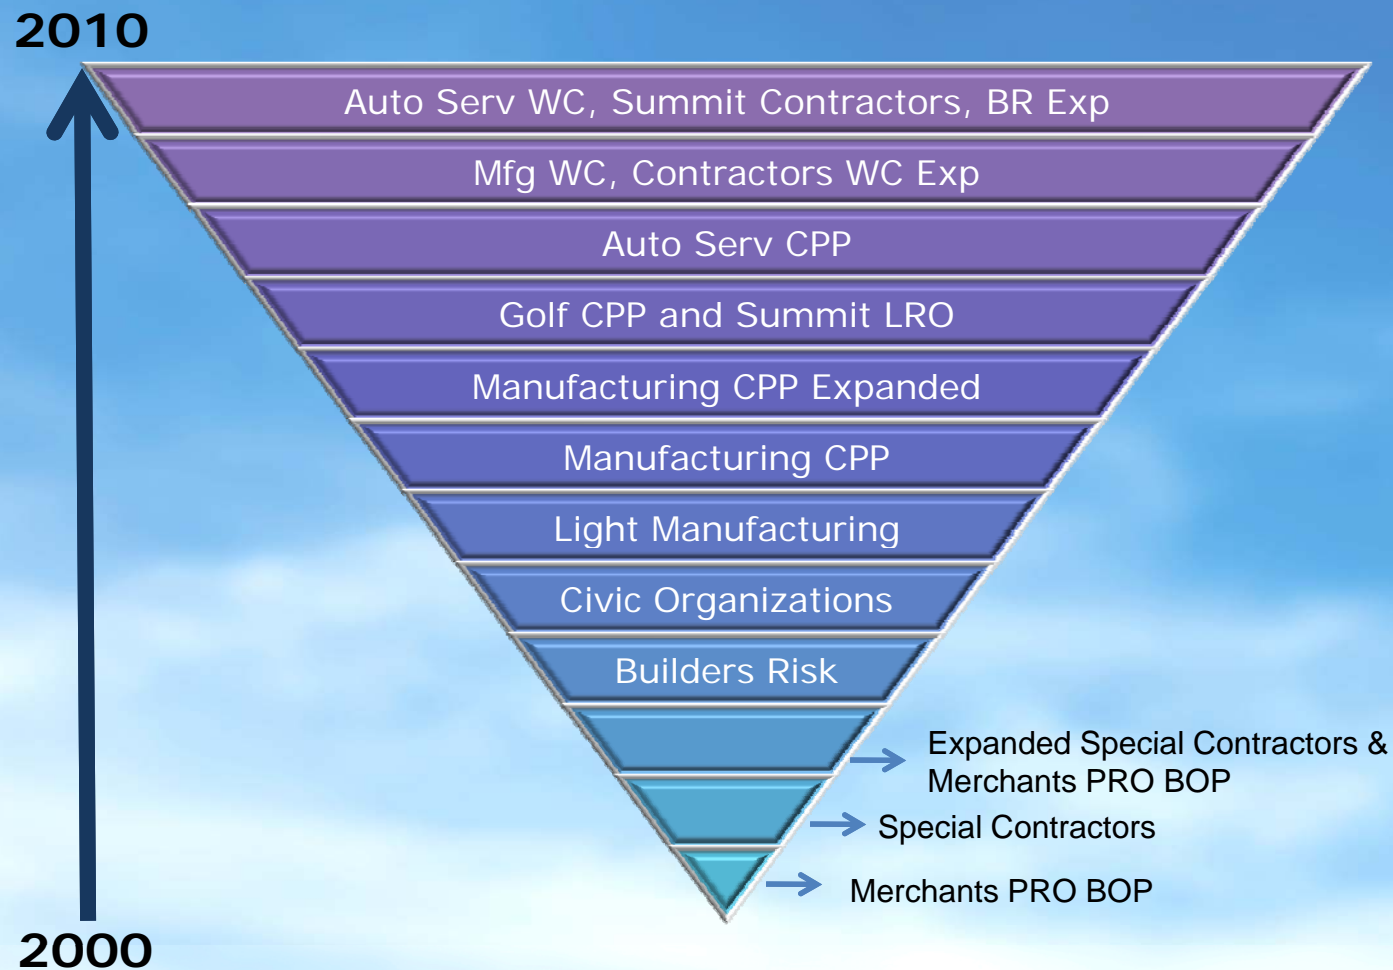 2010
Auto Serv WC, Summit Contractors, BR Exp
Mfg WC, Contractors WC Exp
Auto Serv CPP
Golf CPP and Summit LRO
Manufacturing CPP Expanded
Manufacturing CPP
Light Manufacturing
Civic Organizations
Builders Risk
Expanded Special Contractors &
Merchants PRO BOP
Special Contractors
Merchants PRO BOP
2000